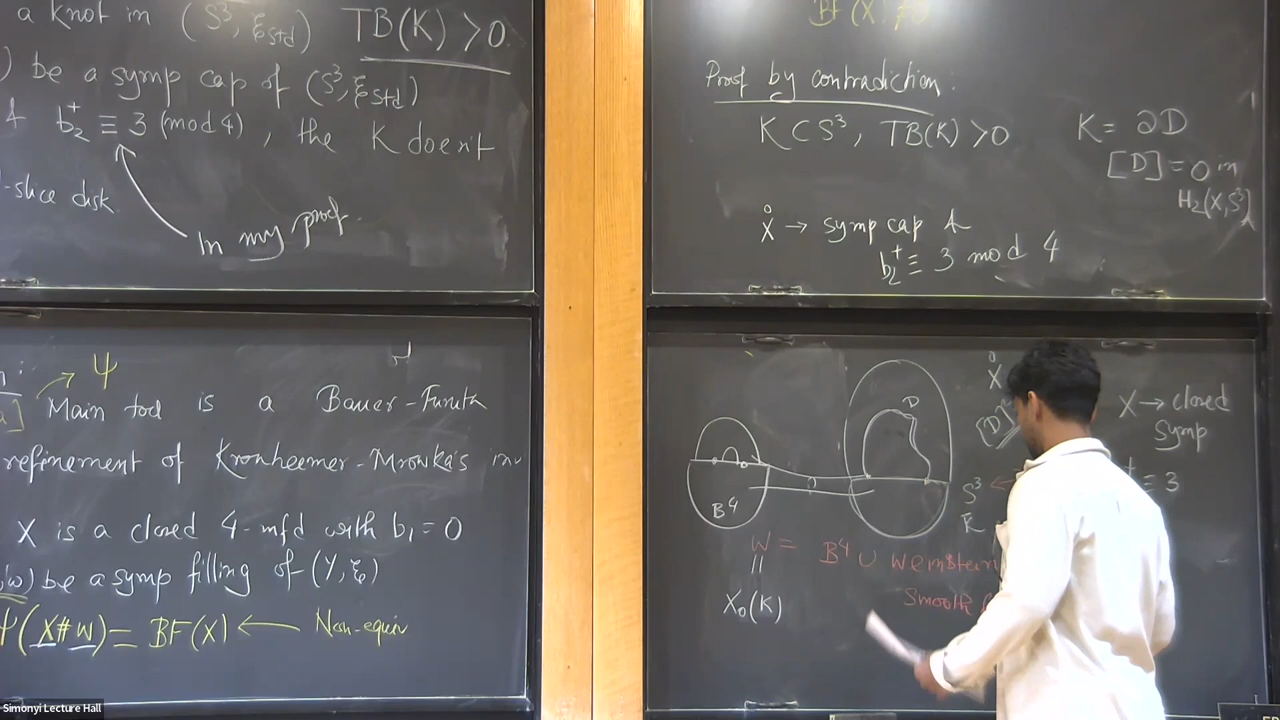 a knot in (S³, ξstd) TB(K) > 0
) be a symp cap of (S³, ξstd)
b₂⁺ ≡ 3 (mod 4), the K doesn't
-slice disk.
In my proof.
Ψ
Main tool is a Bauer-Furuta
refinement of Kronheimer-Mrowka's inv
X is a closed 4-mfd with b₁ = 0
,ω) be a symp filling of (Y, ξ)
Ψ(X # W) = BF(X) ← Non-equiv
BF(X) ≠ 0
Proof by contradiction:
K ⊂ S³, TB(K) > 0
K = ∂D
[D] = 0 in
H₂(X, S³)
X° → symp cap
b₂⁺ ≡ 3 mod 4
D
X°
[D]
X → closed
symp
≡ 3
S³
K
B⁴
W = B⁴ ∪ Weinstein
Smooth
||
X₀(K)
Simonyi Lecture Hall